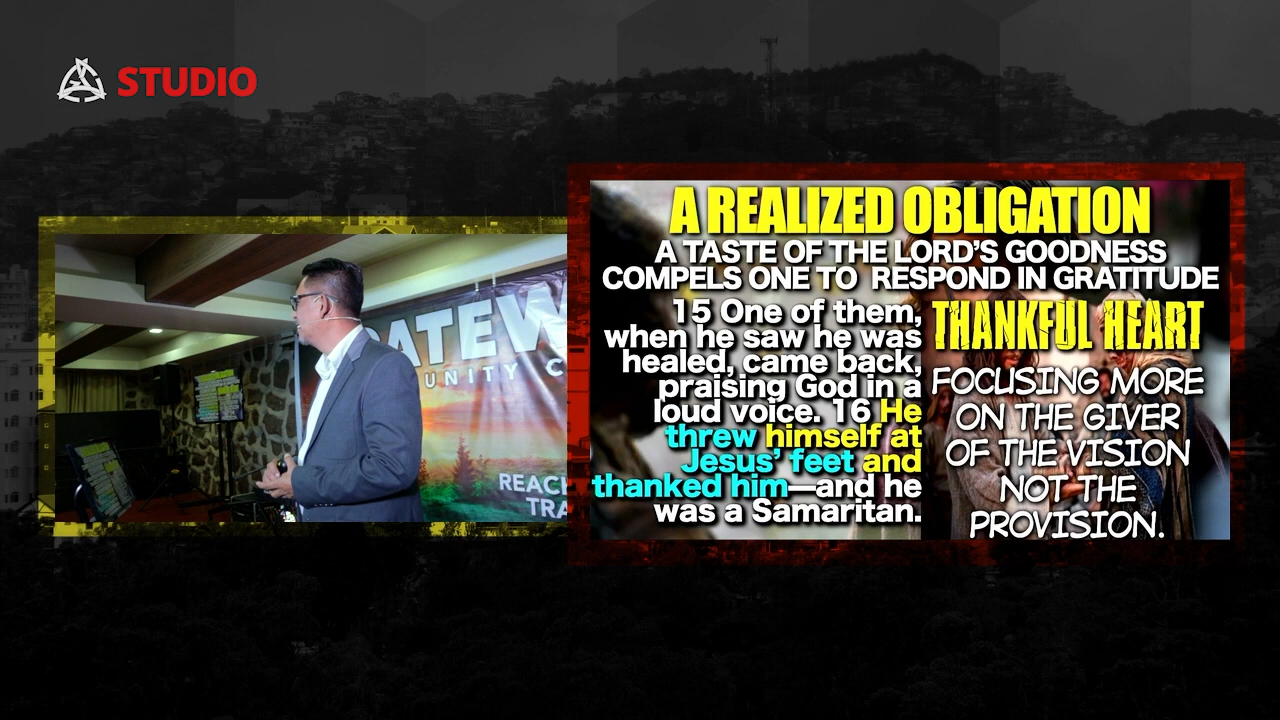 STUDIO
A REALIZED OBLIGATION
A TASTE OF THE LORD'S GOODNESS
COMPELS ONE TO RESPOND IN GRATITUDE
15 One of them,
when he saw he was
healed, came back,
praising God in a
loud voice. 16 He
threw himself at
Jesus' feet and
thanked him—and he
was a Samaritan.
THANKFUL HEART
FOCUSING MORE
ON THE GIVER
OF THE VISION
NOT THE
PROVISION.
ATEW
UNITY C
REACH
TRA